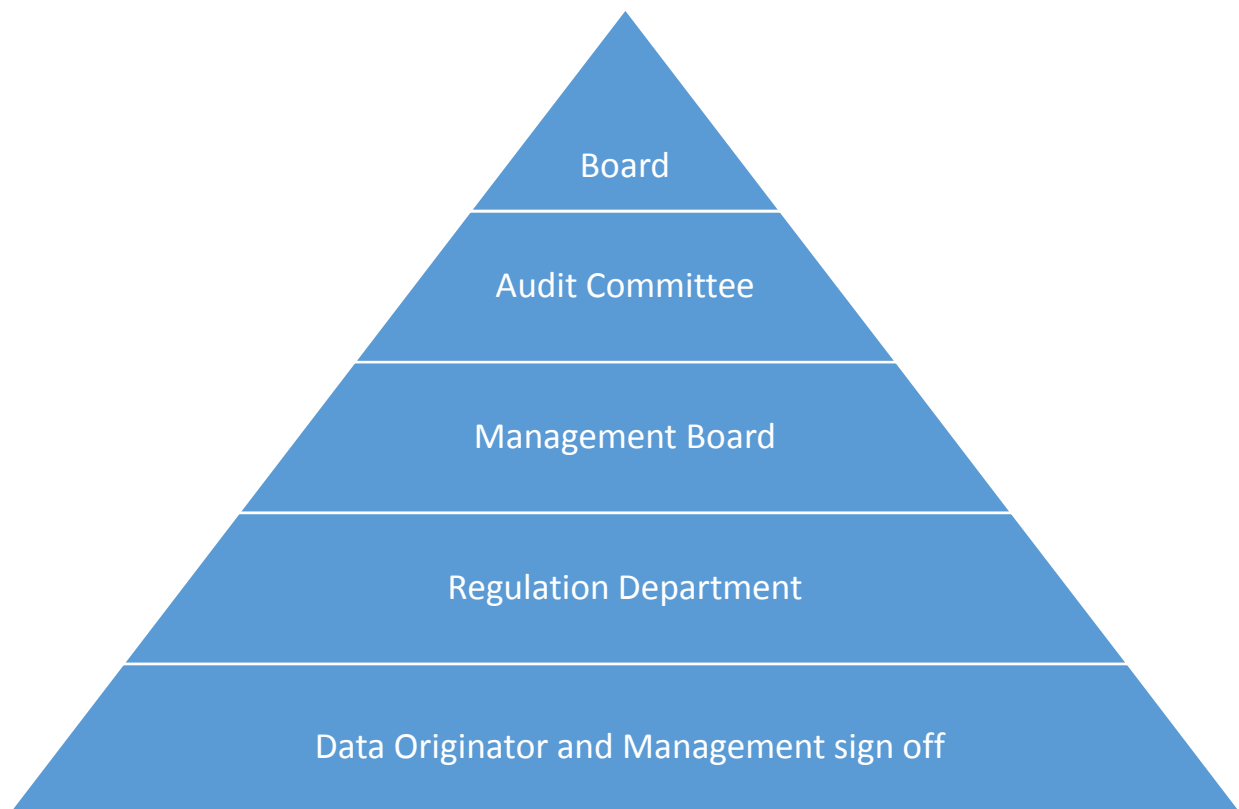 Board
Audit Committee
Management Board
Regulation Department
Data Originator and Management sign off